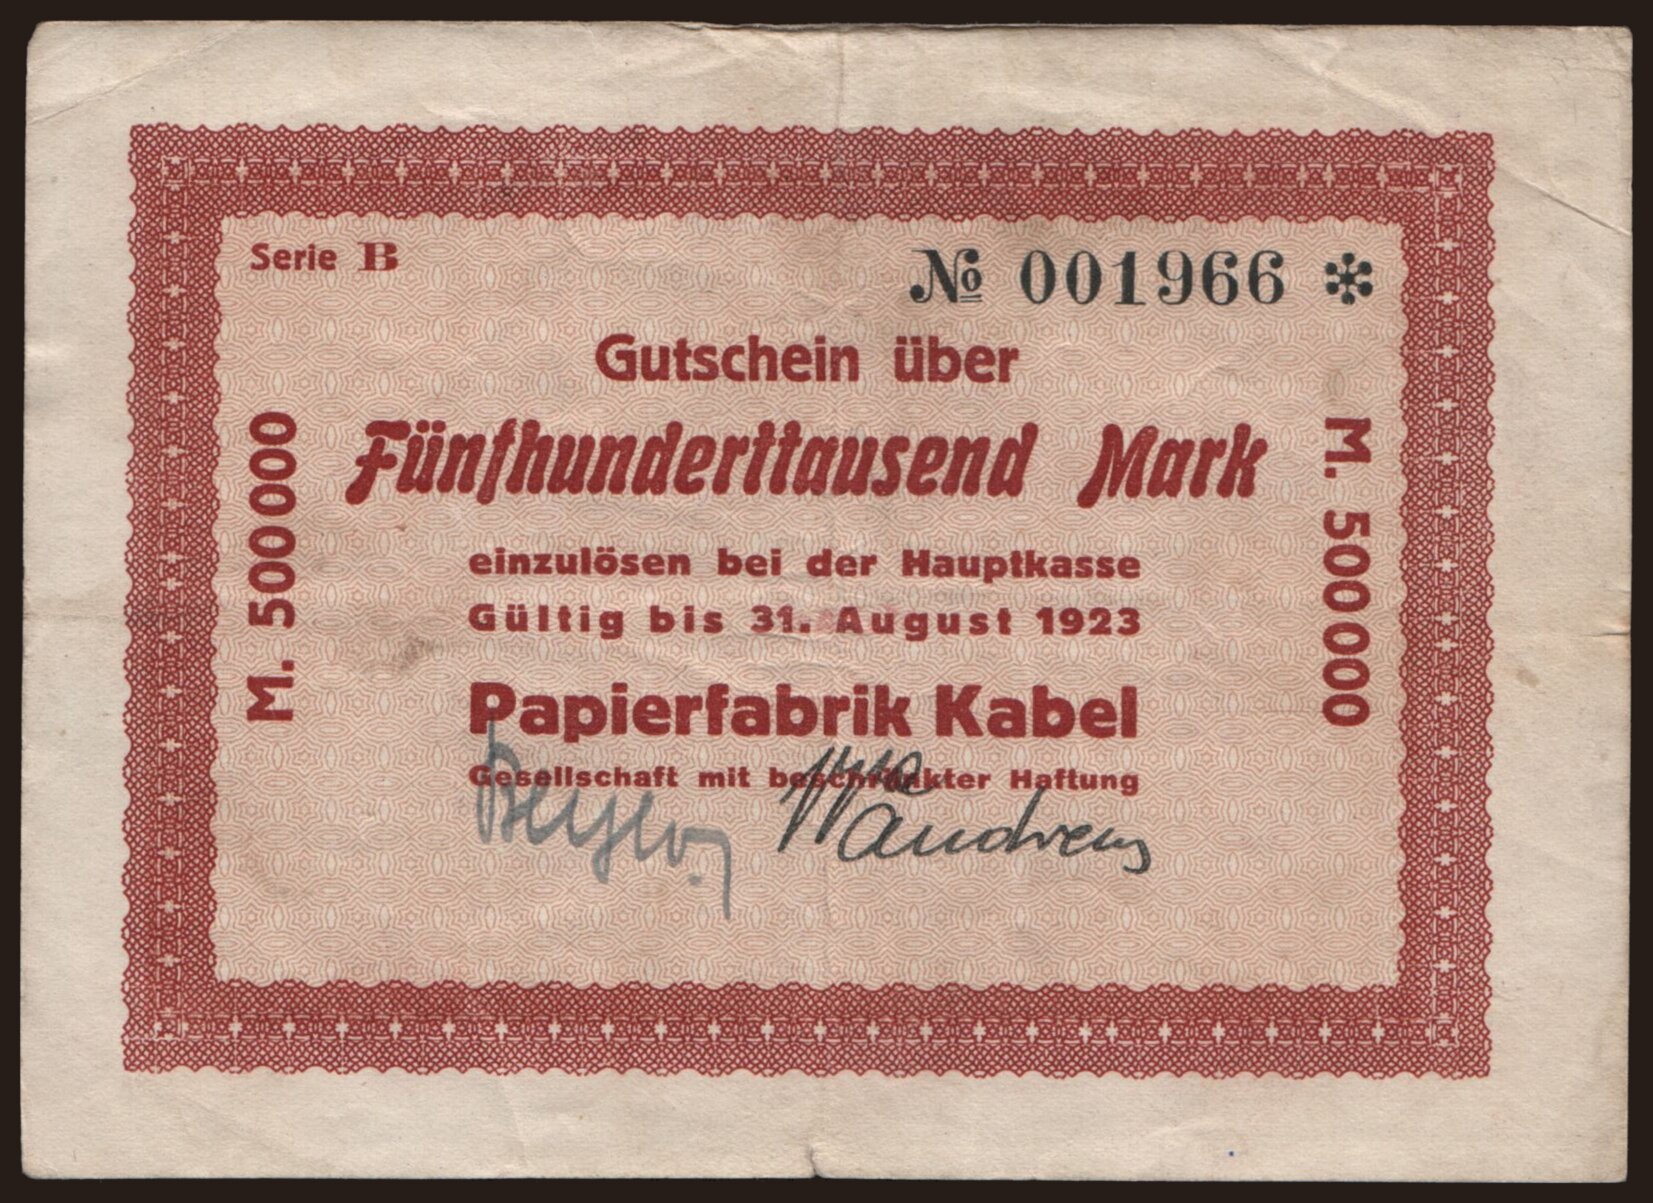 Serie B
№ 001966 *
Gutschein über
Fünfhunderttausend Mark
M. 500000
M. 500000
einzulösen bei der Hauptkasse
Gültig bis 31. August 1923
Papierfabrik Kabel
Gesellschaft mit beschränkter Haftung